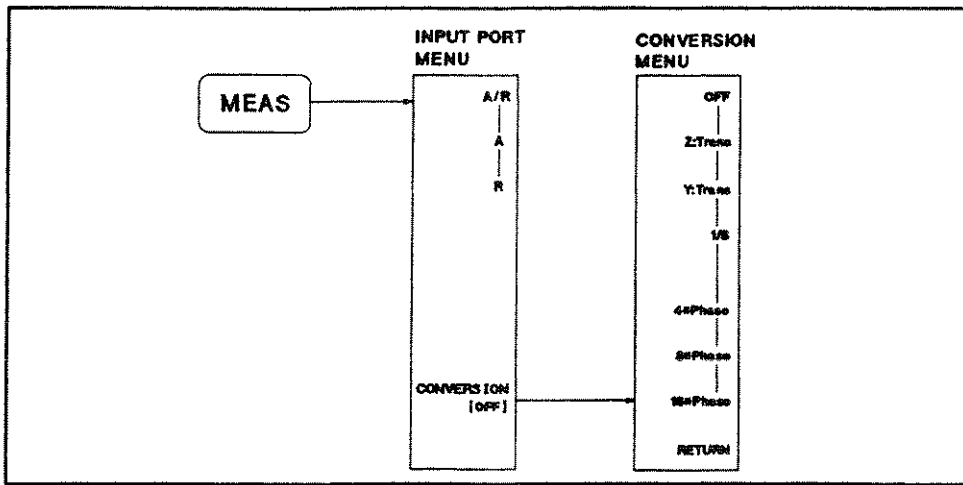 INPUT PORT
MENU
CONVERSION
MENU
MEAS
A/R
A
R
CONVERSION
[OFF]
OFF
Z:Trans
Y:Trans
1/S
4*Phase
8*Phase
16*Phase
RETURN